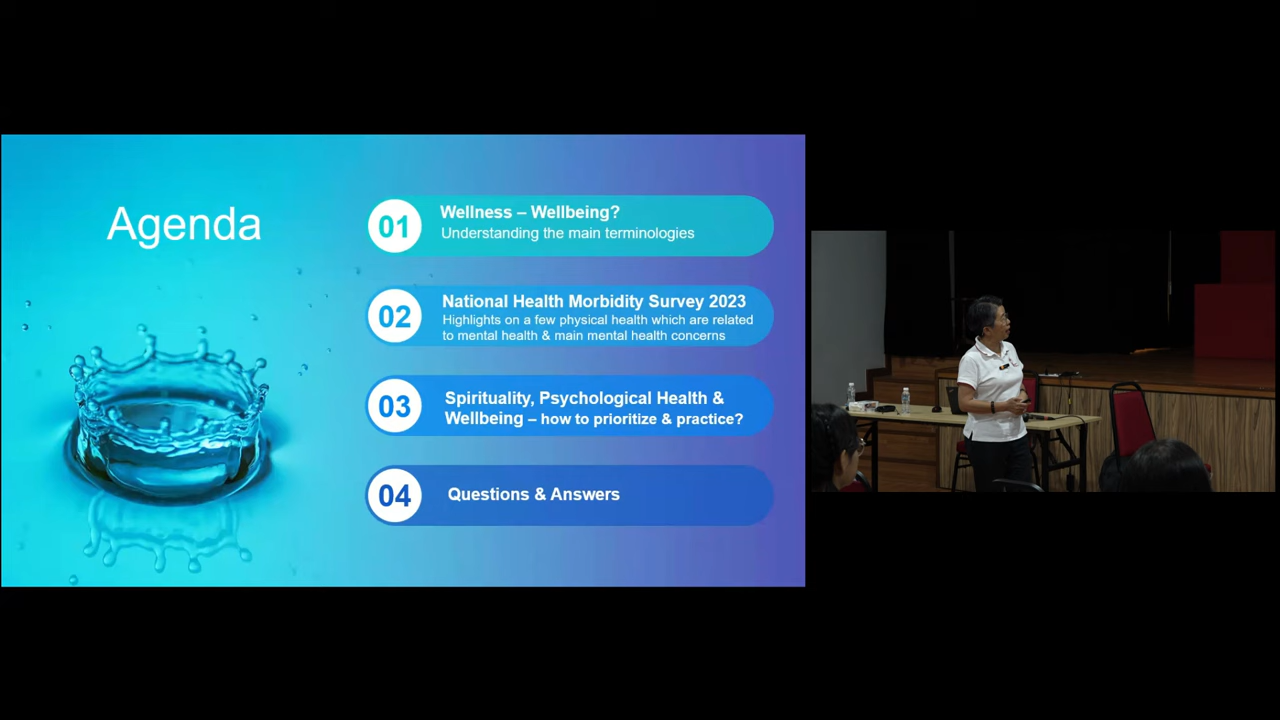 Agenda
01
Wellness – Wellbeing?
Understanding the main terminologies
02
National Health Morbidity Survey 2023
Highlights on a few physical health which are related
to mental health & main mental health concerns
03
Spirituality, Psychological Health &
Wellbeing – how to prioritize & practice?
04
Questions & Answers